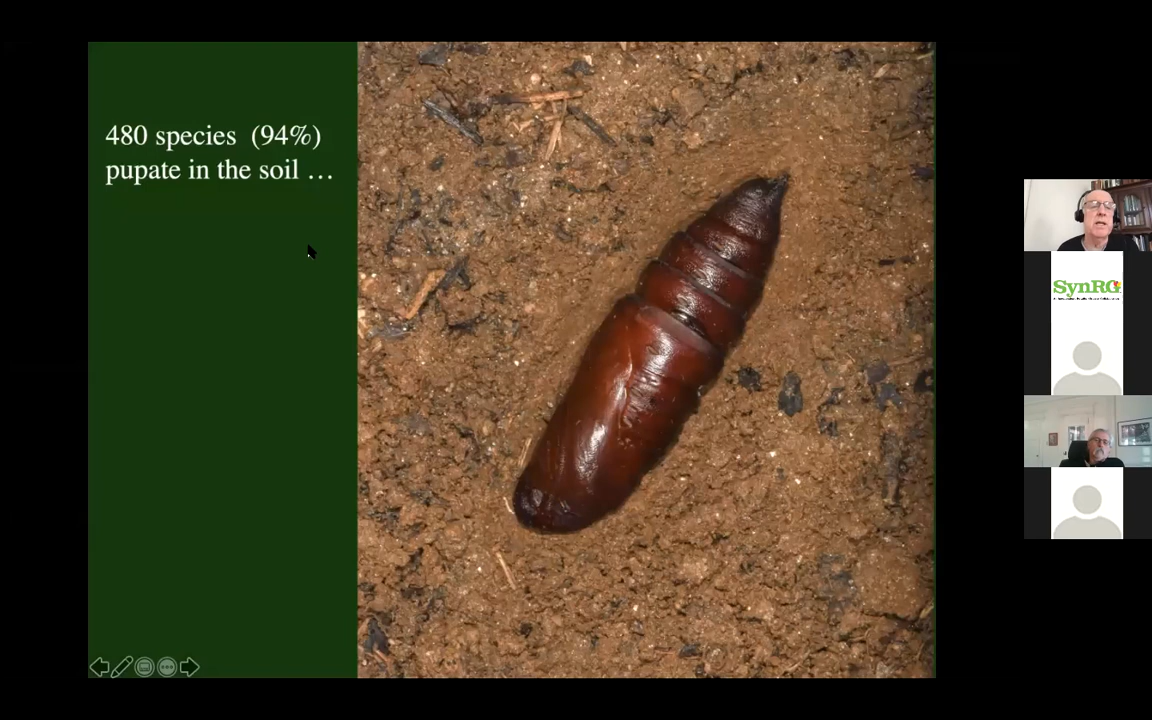 480 species (94%)
pupate in the soil …
SynRG